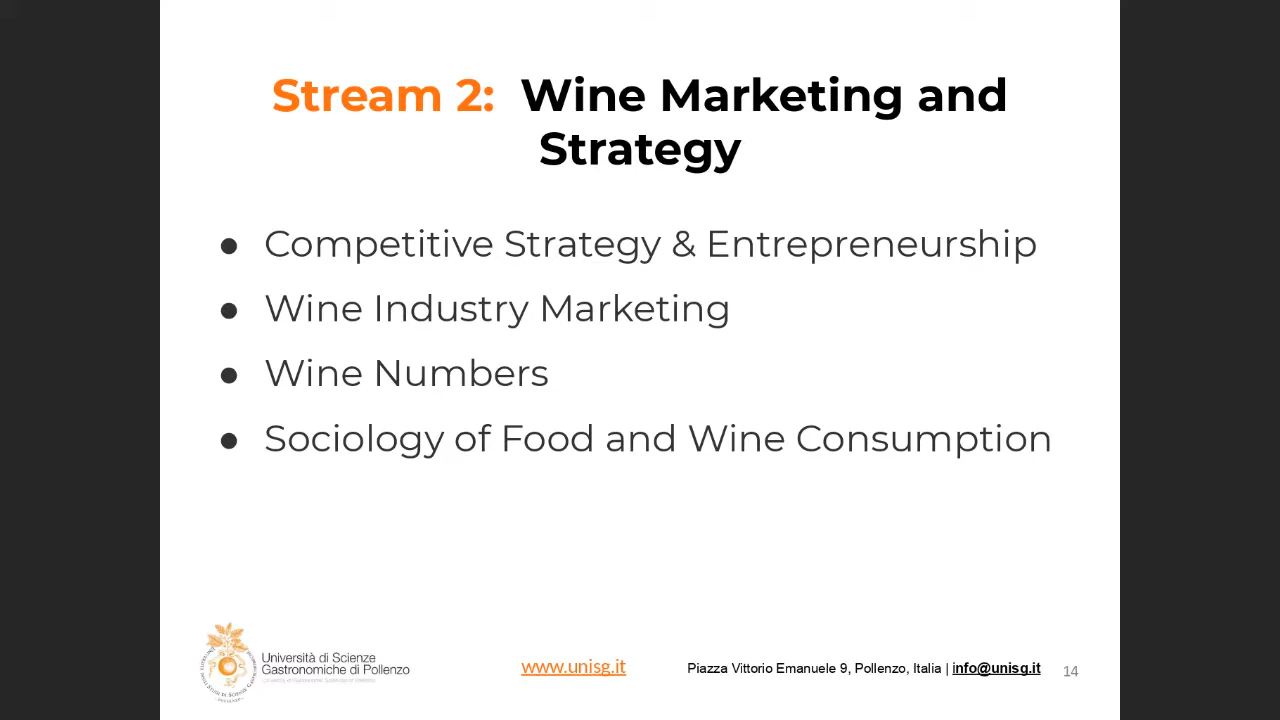 Stream 2: Wine Marketing and
Strategy
● Competitive Strategy & Entrepreneurship
● Wine Industry Marketing
● Wine Numbers
● Sociology of Food and Wine Consumption
Università di Scienze
Gastronomiche di Pollenzo
www.unisg.it
Piazza Vittorio Emanuele 9, Pollenzo, Italia | info@unisg.it
14